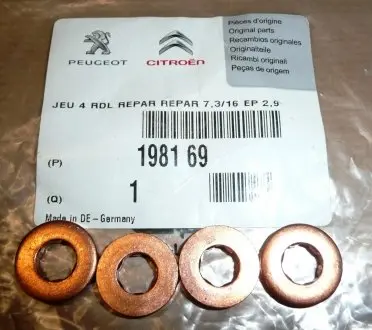 Pièces d'origine
Original parts
Recambios originales
Originalteile
Ricambi originali
Peças de origem
PEUGEOT CITROËN
JEU 4 RDL REPAR REPAR 7,3/16 EP 2,9
(P) 1981 69
(Q) 1
Made in DE - Germany